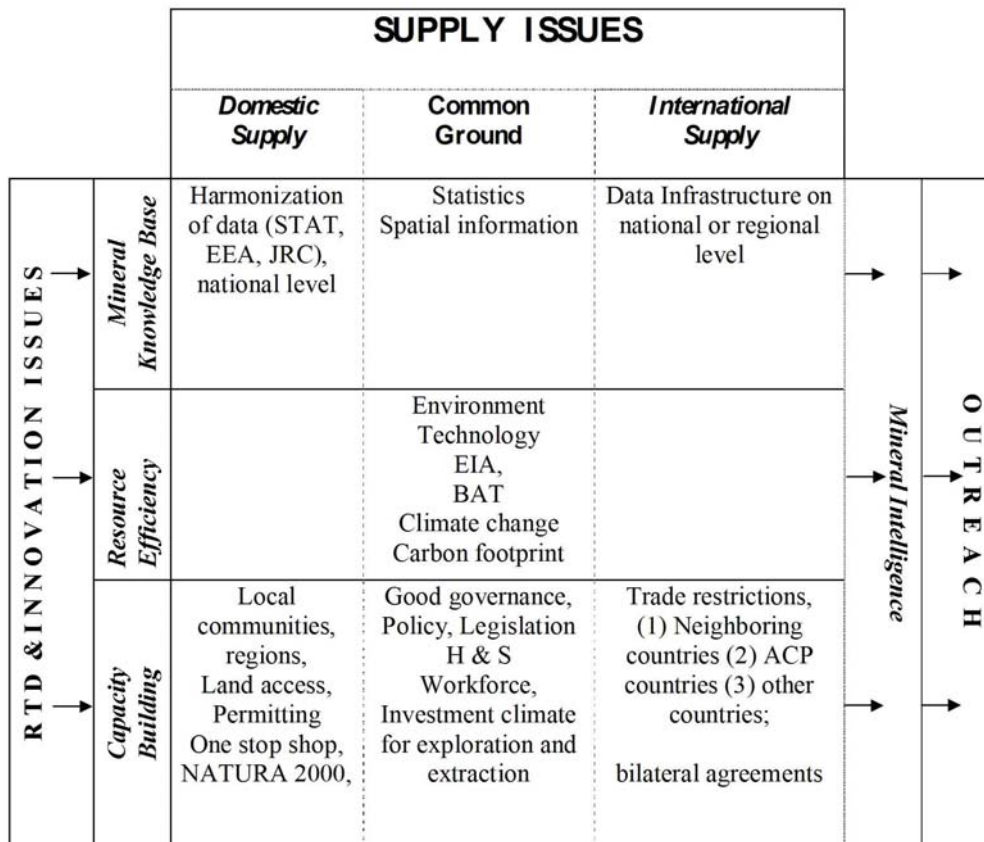 SUPPLY ISSUES
Domestic
Supply
Common
Ground
International
Supply
RTD &INNOVATION ISSUES
Mineral
Knowledge Base
Harmonization
of data (STAT,
EEA, JRC),
national level
Statistics
Spatial information
Data Infrastructure on
national or regional
level
Resource
Efficiency
Environment
Technology
EIA,
BAT
Climate change
Carbon footprint
Capacity
Building
Local
communities,
regions,
Land access,
Permitting
One stop shop,
NATURA 2000,
Good governance,
Policy, Legislation
H & S
Workforce,
Investment climate
for exploration and
extraction
Trade restrictions,
(1) Neighboring
countries (2) ACP
countries (3) other
countries;
bilateral agreements
Mineral Intelligence
OUTREACH